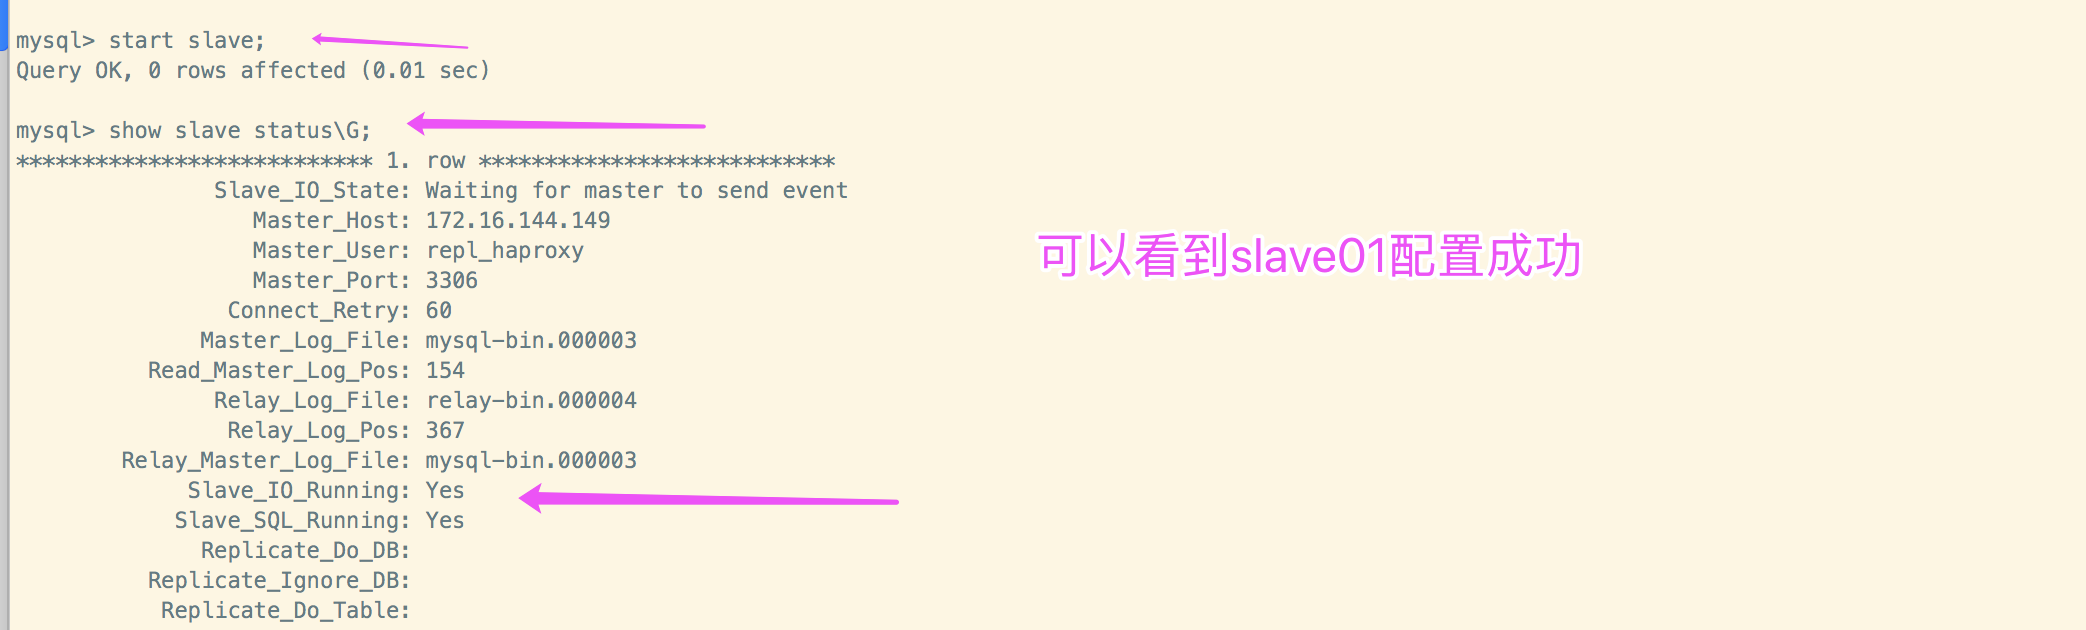 mysql> start slave;
Query OK, 0 rows affected (0.01 sec)
mysql> show slave status\G;
*************************** 1. row ***************************
Slave_IO_State: Waiting for master to send event
Master_Host: 172.16.144.149
Master_User: repl_haproxy
Master_Port: 3306
Connect_Retry: 60
Master_Log_File: mysql-bin.000003
Read_Master_Log_Pos: 154
Relay_Log_File: relay-bin.000004
Relay_Log_Pos: 367
Relay_Master_Log_File: mysql-bin.000003
Slave_IO_Running: Yes
Slave_SQL_Running: Yes
Replicate_Do_DB:
Replicate_Ignore_DB:
Replicate_Do_Table:
可以看到slave01配置成功